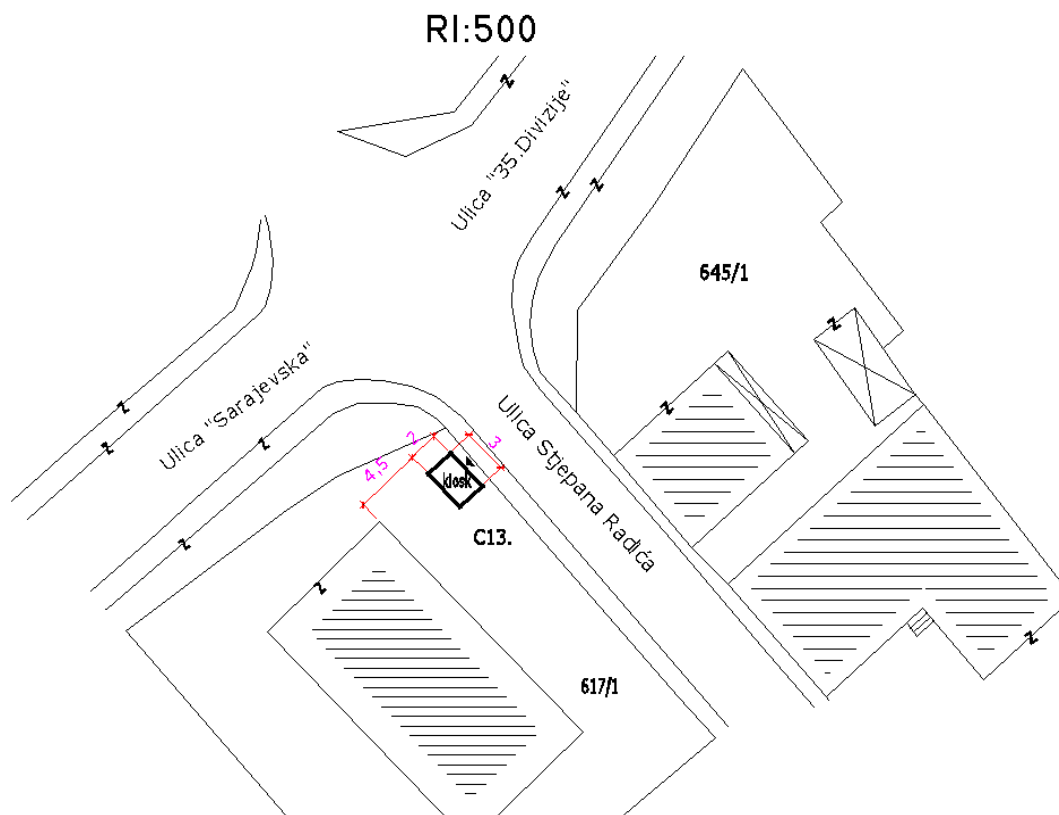 RI:500
Ulica "35.Divizije"
645/1
Ulica "Sarajevska"
Ulica Stjepana Radića
2
3
4,5
kiosk
C13.
617/1